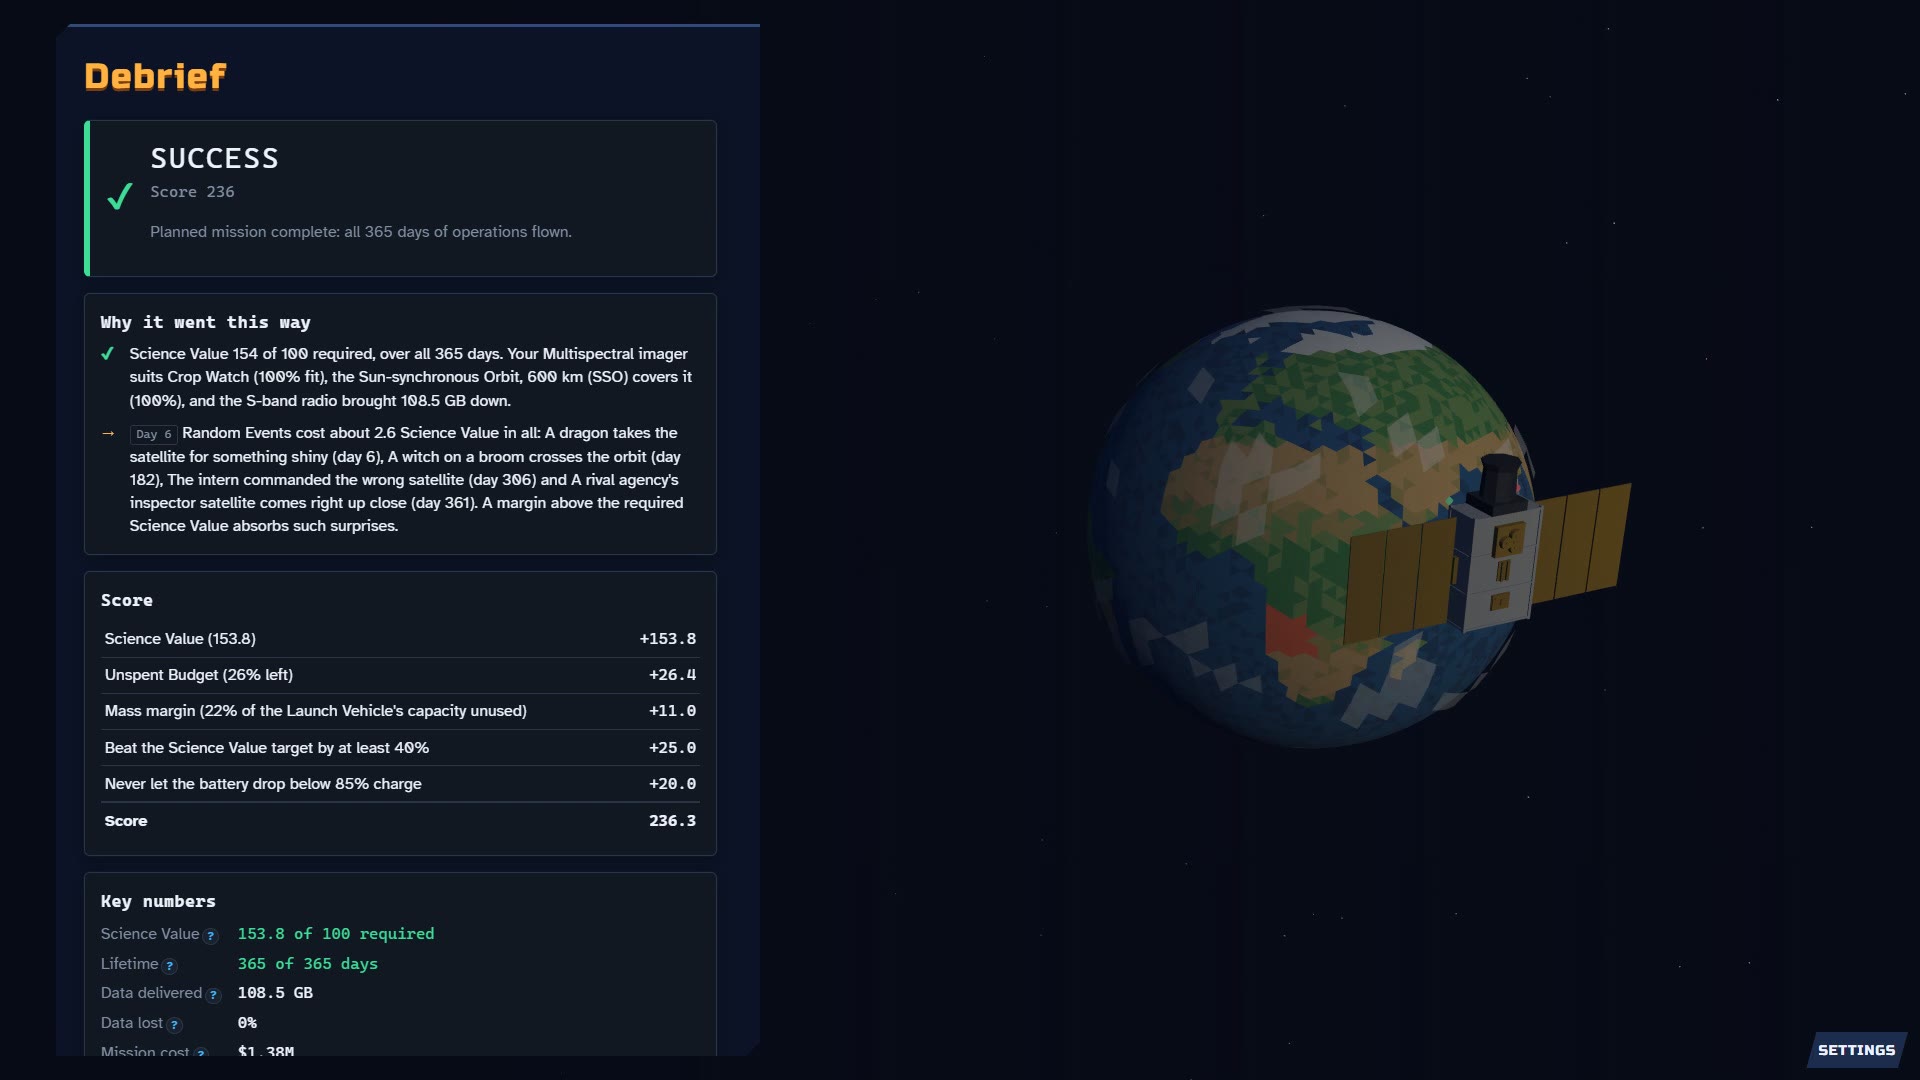 Debrief
SUCCESS
Score 236
Planned mission complete: all 365 days of operations flown.
Why it went this way
Science Value 154 of 100 required, over all 365 days. Your Multispectral imager
suits Crop Watch (100% fit), the Sun-synchronous Orbit, 600 km (SSO) covers it
(100%), and the S-band radio brought 108.5 GB down.
Day 6 Random Events cost about 2.6 Science Value in all: A dragon takes the
satellite for something shiny (day 6), A witch on a broom crosses the orbit (day
182), The intern commanded the wrong satellite (day 306) and A rival agency's
inspector satellite comes right up close (day 361). A margin above the required
Science Value absorbs such surprises.
Score
Science Value (153.8) +153.8
Unspent Budget (26% left) +26.4
Mass margin (22% of the Launch Vehicle's capacity unused) +11.0
Beat the Science Value target by at least 40% +25.0
Never let the battery drop below 85% charge +20.0
Score 236.3
Key numbers
Science Value ? 153.8 of 100 required
Lifetime ? 365 of 365 days
Data delivered ? 108.5 GB
Data lost ? 0%
Mission cost ? $1.38M
SETTINGS